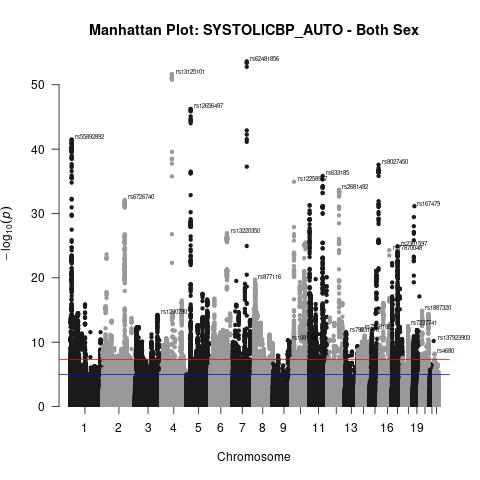 Manhattan Plot: SYSTOLICBP_AUTO - Both Sex
rs62481856
rs13125101
50
rs12656497
rs55892892
40
rs8027450
rs633185
rs2681492
rs6726740
rs167479
30
rs13220350
−log10(p)
rs877116
20
rs1887320
rs1290790
rs7237741
rs137923903
10
rs4680
0
1 2 3 4 5 6 7 8 9 11 13 16 19
Chromosome